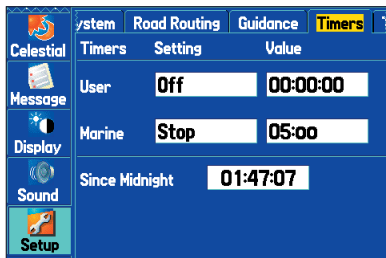 ystem Road Routing Guidance Timers
Celestial
Timers Setting Value
Message
User Off 00:00:00
Display
Marine Stop 05:00
Sound
Since Midnight 01:47:07
Setup